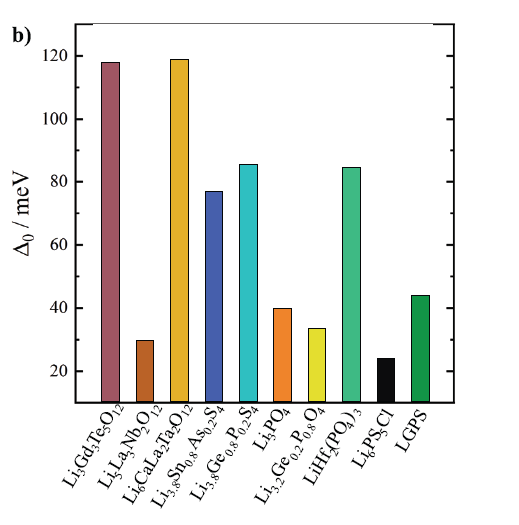 b)
Δ₀ / meV
120
100
80
60
40
20
Li₃Gd₃Te₅O₁₂
Li₅La₃Nb₂O₁₂
Li₆CaLa₂Ta₂O₁₂
Li₃.₈Sn₀.₈As₀.₂S₄
Li₃.₈Ge₀.₈P₀.₂S₄
Li₃PO₄
Li₃.₂Ge₀.₂P₀.₈O₄
LiHf₂(PO₄)₃
Li₆PS₅Cl
LGPS